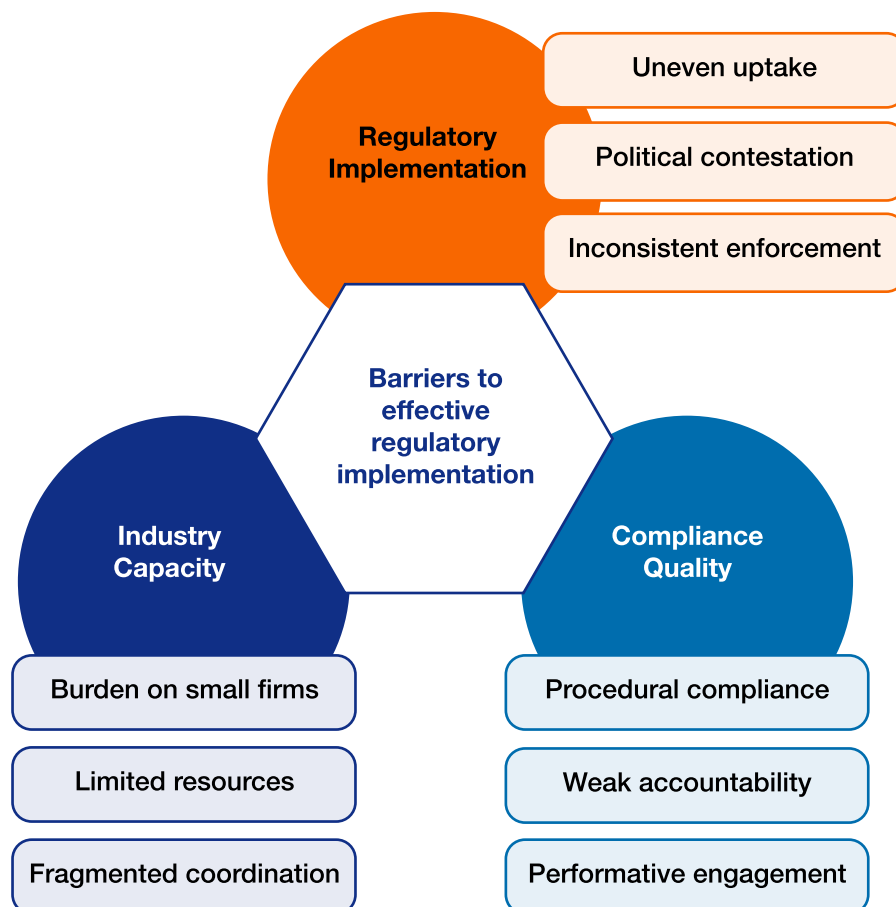 Regulatory
Implementation
Uneven uptake
Political contestation
Inconsistent enforcement
Barriers to
effective
regulatory
implementation
Industry
Capacity
Burden on small firms
Limited resources
Fragmented coordination
Compliance
Quality
Procedural compliance
Weak accountability
Performative engagement